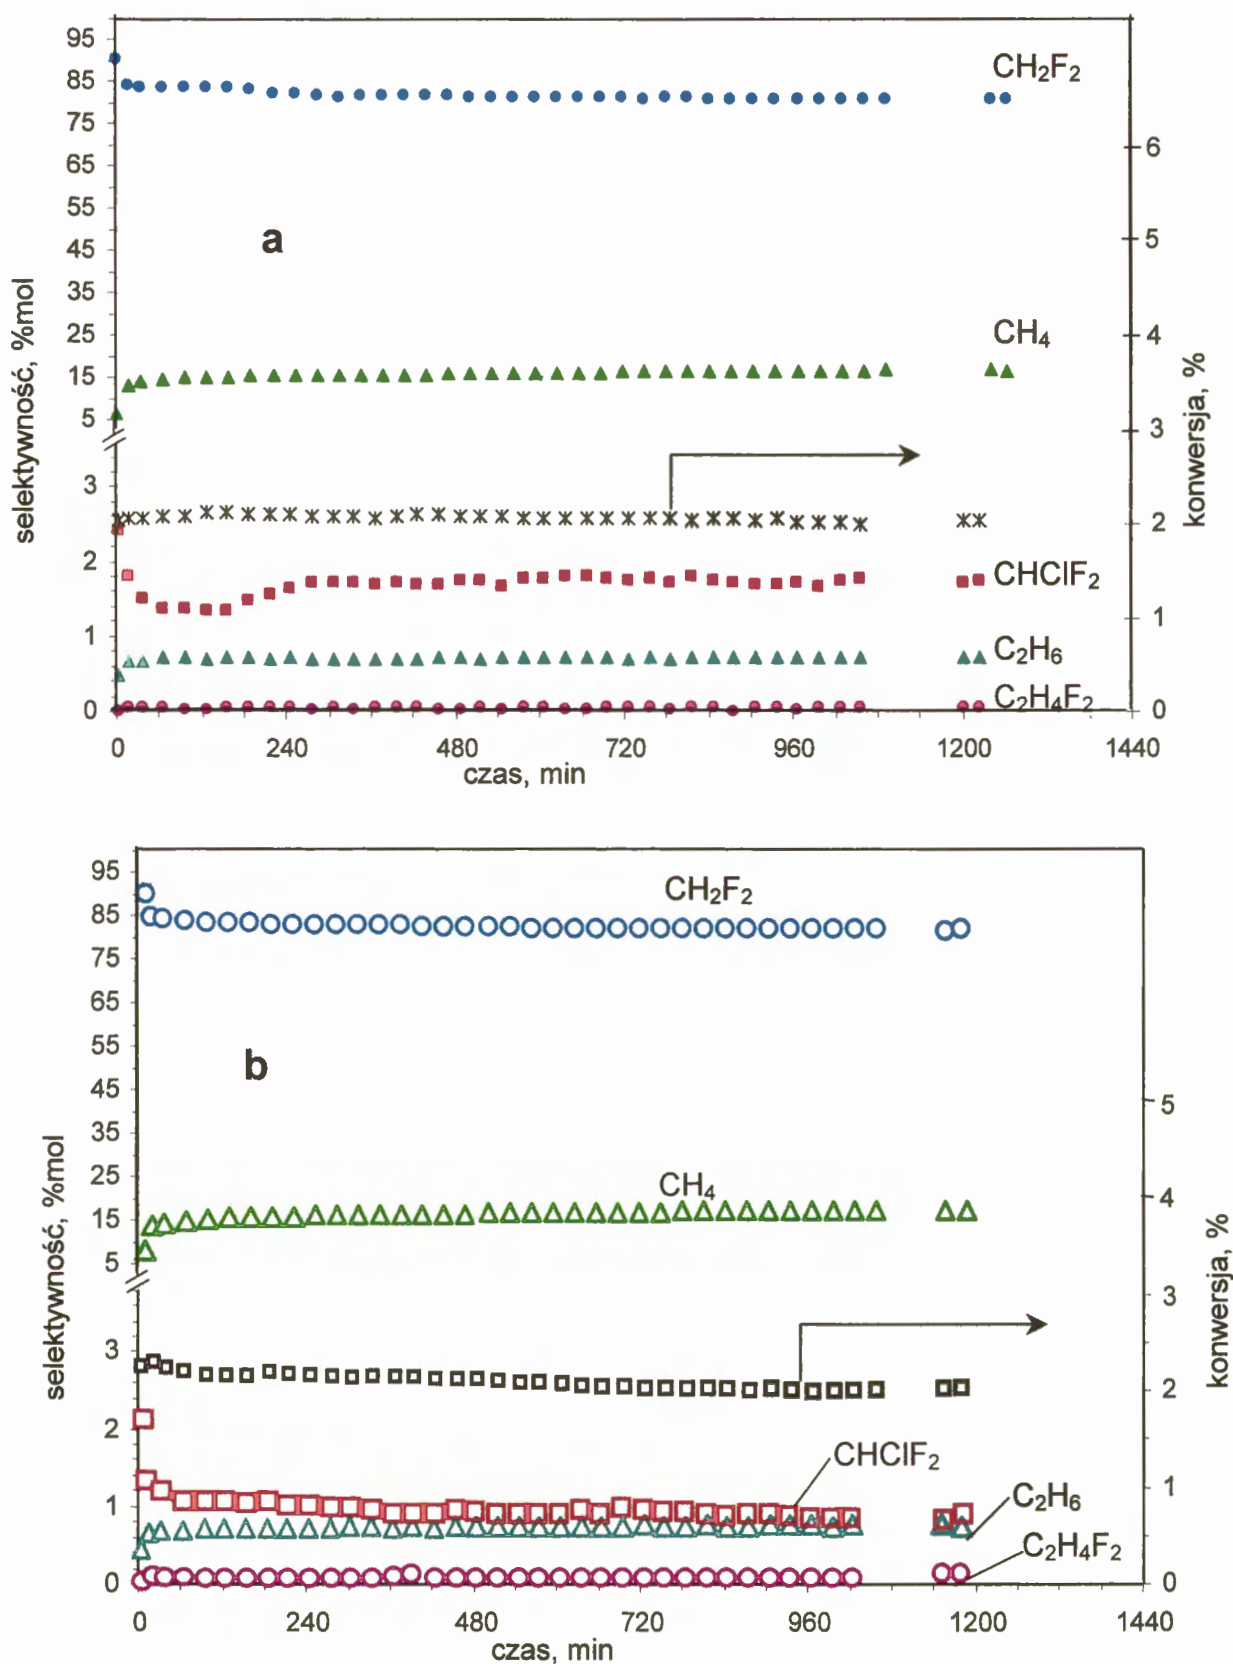 95
85
75
65
55
45
35
25
15
5
3
2
1
0
selektywność, %mol
a
CH₂F₂
CH₄
CHClF₂
C₂H₆
C₂H₄F₂
6
5
4
3
2
1
0
konwersja, %
0 240 480 720 960 1200 1440
czas, min
95
85
75
65
55
45
35
25
15
5
3
2
1
0
selektywność, %mol
b
CH₂F₂
CH₄
CHClF₂
C₂H₆
C₂H₄F₂
5
4
3
2
1
0
konwersja, %
0 240 480 720 960 1200 1440
czas, min